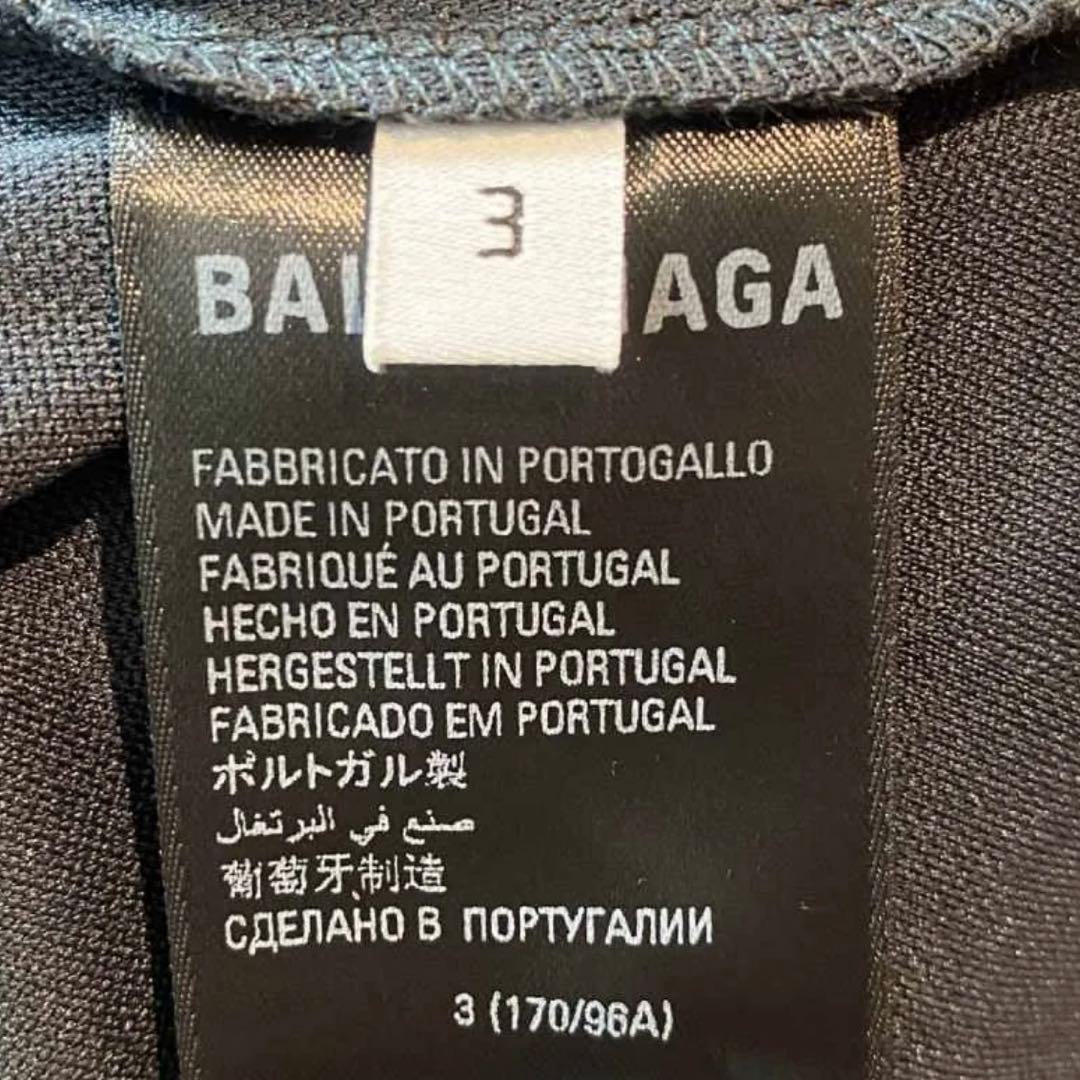 3
BAL AGA
FABBRICATO IN PORTOGALLO
MADE IN PORTUGAL
FABRIQUÉ AU PORTUGAL
HECHO EN PORTUGAL
HERGESTELLT IN PORTUGAL
FABRICADO EM PORTUGAL
ポルトガル製
صنع في البرتغال
葡萄牙制造
СДЕЛАНО В ПОРТУГАЛИИ
3 (170/96A)